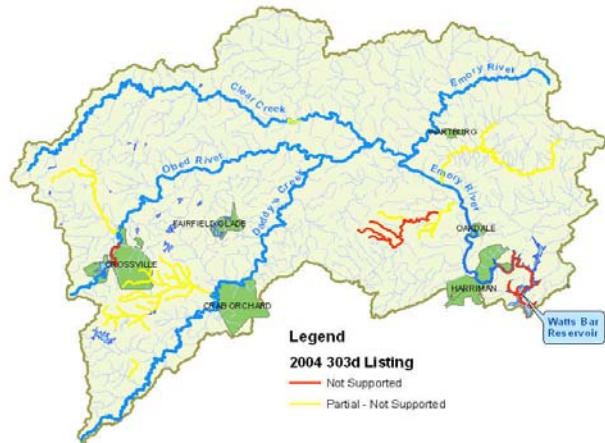 Emory River
Clear Creek
WARTBURG
Obed River
Emory River
Daddy's Creek
FAIRFIELD GLADE
OAKDALE
CROSSVILLE
HARRIMAN
CRAB ORCHARD
Watts Bar
Reservoir
Legend
2004 303d Listing
Not Supported
Partial - Not Supported